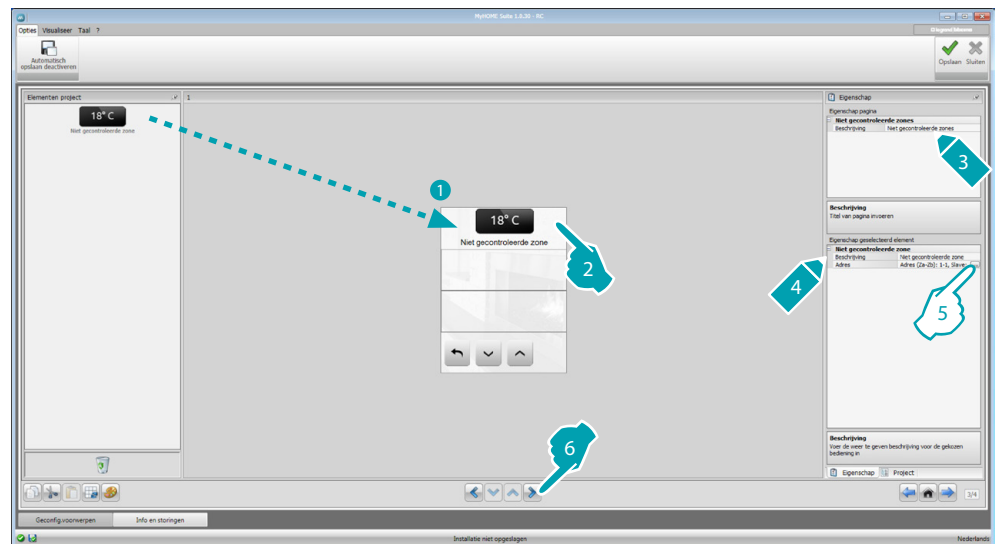 MyHOME Suite 1.0.20 - RC
Opties Visualiseer Taal ?
Automatisch
opslaan deactiveren
Opslaan Sluiten
Elementen project
18° C
Niet gecontroleerde zone
1
1
18° C
Niet gecontroleerde zone
2
Eigenschap
Eigenschap pagina
Niet gecontroleerde zones
Beschrijving Niet gecontroleerde zones
3
Beschrijving
Titel van pagina invoeren
Eigenschap geselecteerd element
Niet gecontroleerde zone
Beschrijving Niet gecontroleerde zone
Adres Adres (Za-Zb): 1-1, Slave: ...
4
5
6
Beschrijving
Voer de weer te geven beschrijving voor de gekozen
bediening in
Eigenschap Project
3/4
Geconfig.voorwerpen Info en storingen
Installatie niet opgeslagen
Nederlands